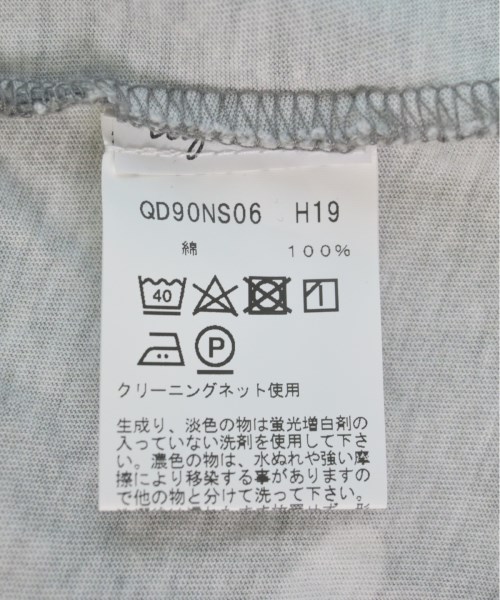 QD90NS06 H19
綿 100%
40
P
クリーニングネット使用
生成り、淡色の物は蛍光増白剤の
入っていない洗剤を使用して下さ
い。濃色の物は、水ぬれや強い摩
擦により移染する事がありますの
で他の物と分けて洗って下さい。